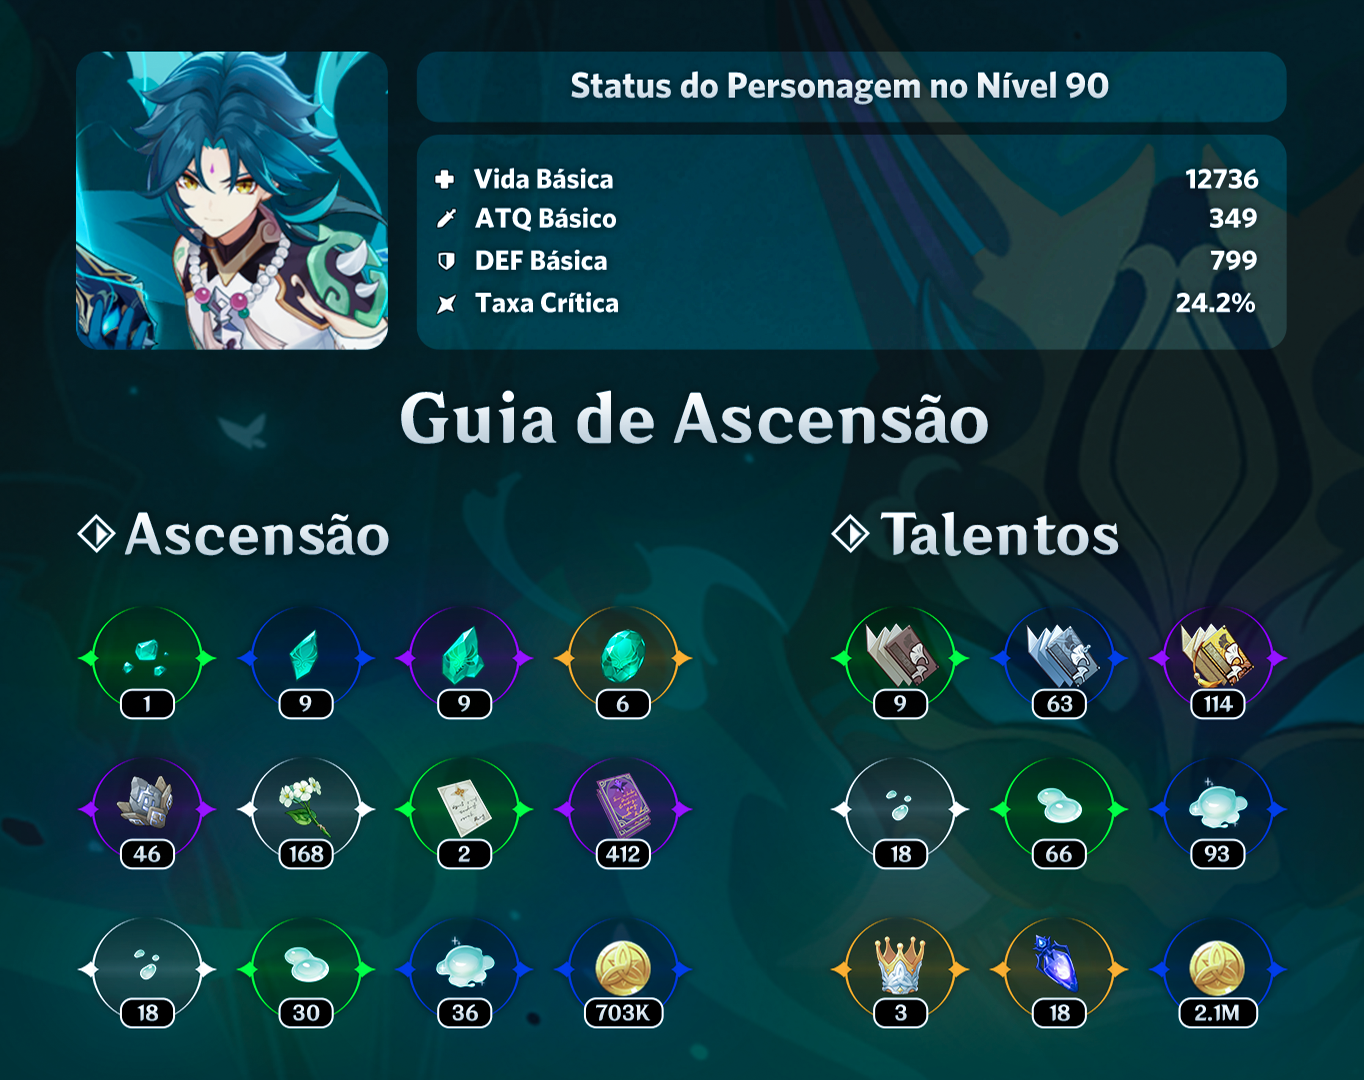 Status do Personagem no Nível 90
Vida Básica 12736
ATQ Básico 349
DEF Básica 799
Taxa Crítica 24.2%
Guia de Ascensão
Ascensão
Talentos
1 9 9 6
9 63 114
46 168 2 412
18 66 93
18 30 36 703K
3 18 2.1M